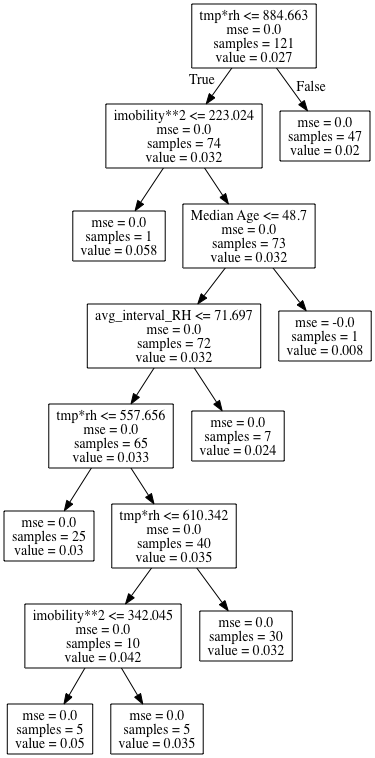 tmp*rh <= 884.663
mse = 0.0
samples = 121
value = 0.027
True
False
imobility**2 <= 223.024
mse = 0.0
samples = 74
value = 0.032
mse = 0.0
samples = 47
value = 0.02
mse = 0.0
samples = 1
value = 0.058
Median Age <= 48.7
mse = 0.0
samples = 73
value = 0.032
avg_interval_RH <= 71.697
mse = 0.0
samples = 72
value = 0.032
mse = -0.0
samples = 1
value = 0.008
tmp*rh <= 557.656
mse = 0.0
samples = 65
value = 0.033
mse = 0.0
samples = 7
value = 0.024
mse = 0.0
samples = 25
value = 0.03
tmp*rh <= 610.342
mse = 0.0
samples = 40
value = 0.035
imobility**2 <= 342.045
mse = 0.0
samples = 10
value = 0.042
mse = 0.0
samples = 30
value = 0.032
mse = 0.0
samples = 5
value = 0.05
mse = 0.0
samples = 5
value = 0.035